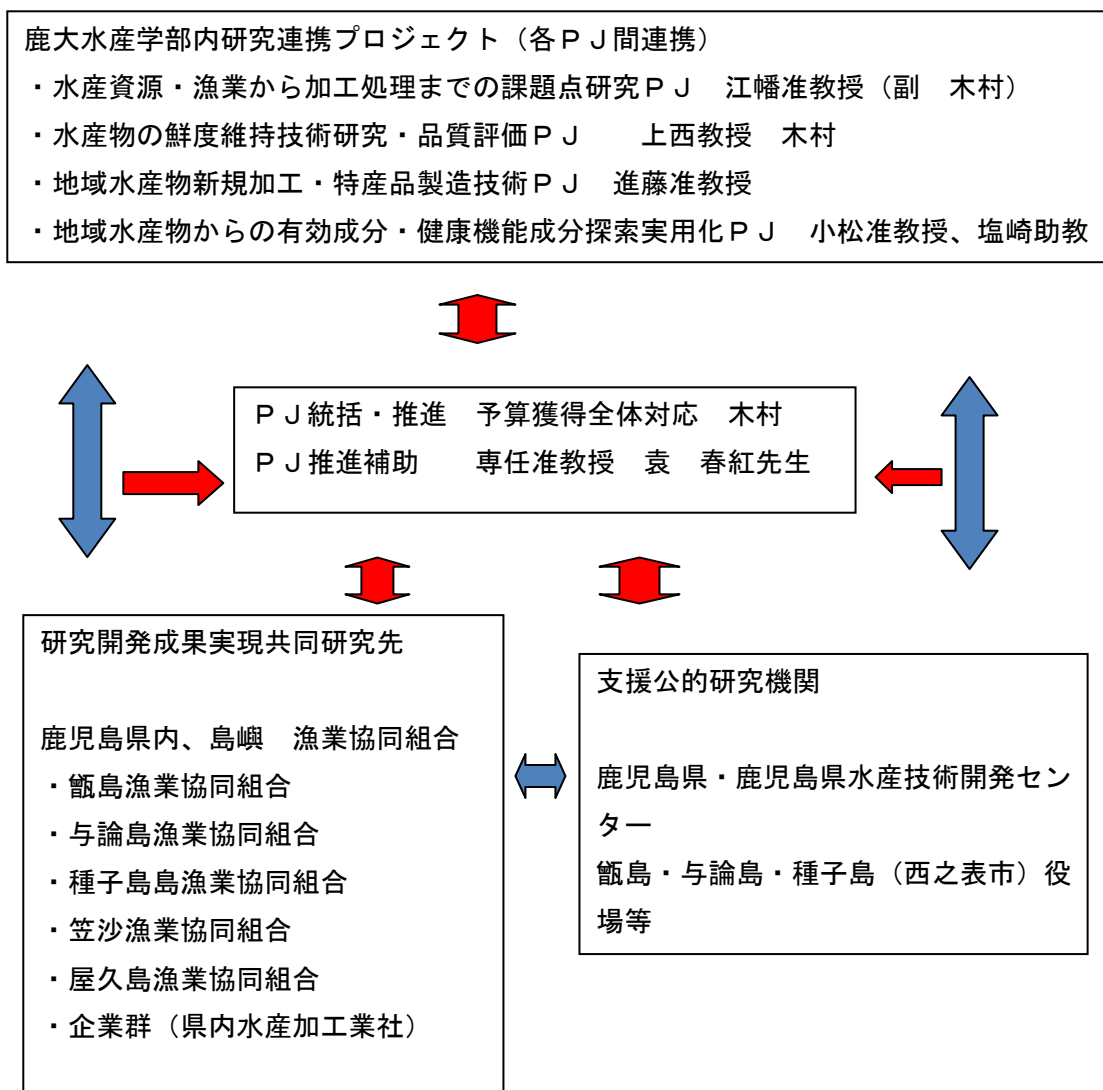 鹿大水産学部内研究連携プロジェクト（各ＰＪ間連携）
・水産資源・漁業から加工処理までの課題点研究ＰＪ　江幡准教授（副　木村）
・水産物の鮮度維持技術研究・品質評価ＰＪ　　上西教授　木村
・地域水産物新規加工・特産品製造技術ＰＪ　進藤准教授
・地域水産物からの有効成分・健康機能成分探索実用化ＰＪ　小松准教授、塩崎助教
ＰＪ統括・推進　予算獲得全体対応　木村
ＰＪ推進補助　　専任准教授　袁　春紅先生
研究開発成果実現共同研究先
鹿児島県内、島嶼　漁業協同組合
・甑島漁業協同組合
・与論島漁業協同組合
・種子島島漁業協同組合
・笠沙漁業協同組合
・屋久島漁業協同組合
・企業群（県内水産加工業社）
支援公的研究機関
鹿児島県・鹿児島県水産技術開発セン
ター
甑島・与論島・種子島（西之表市）役
場等